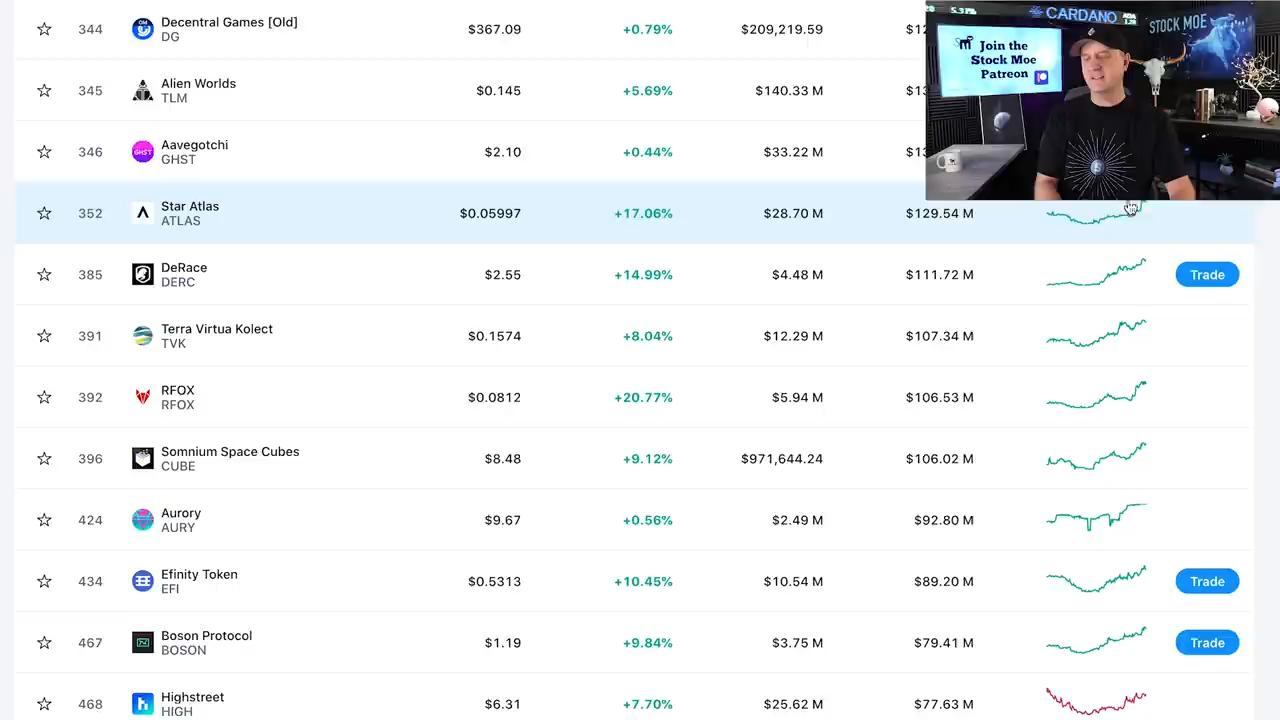 344 Decentral Games [Old] $367.09 +0.79% $209,219.59
DG
345 Alien Worlds $0.145 +5.69% $140.33 M
TLM
346 Aavegotchi $2.10 +0.44% $33.22 M
GHST
352 Star Atlas $0.05997 +17.06% $28.70 M $129.54 M
ATLAS
385 DeRace $2.55 +14.99% $4.48 M $111.72 M Trade
DERC
391 Terra Virtua Kolect $0.1574 +8.04% $12.29 M $107.34 M
TVK
392 RFOX $0.0812 +20.77% $5.94 M $106.53 M
RFOX
396 Somnium Space Cubes $8.48 +9.12% $971,644.24 $106.02 M
CUBE
424 Aurory $9.67 +0.56% $2.49 M $92.80 M
AURY
434 Efinity Token $0.5313 +10.45% $10.54 M $89.20 M Trade
EFI
467 Boson Protocol $1.19 +9.84% $3.75 M $79.41 M Trade
BOSON
468 Highstreet $6.31 +7.70% $25.62 M $77.63 M
HIGH
CARDANO ADA
STOCK MOE
Join the
Stock Moe
Patreon
GHST